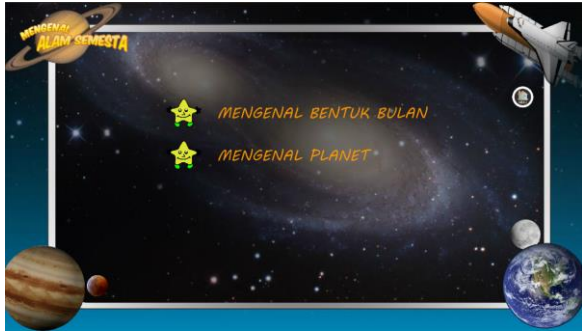 MENGENAL
ALAM SEMESTA
MENGENAL BENTUK BULAN
MENGENAL PLANET